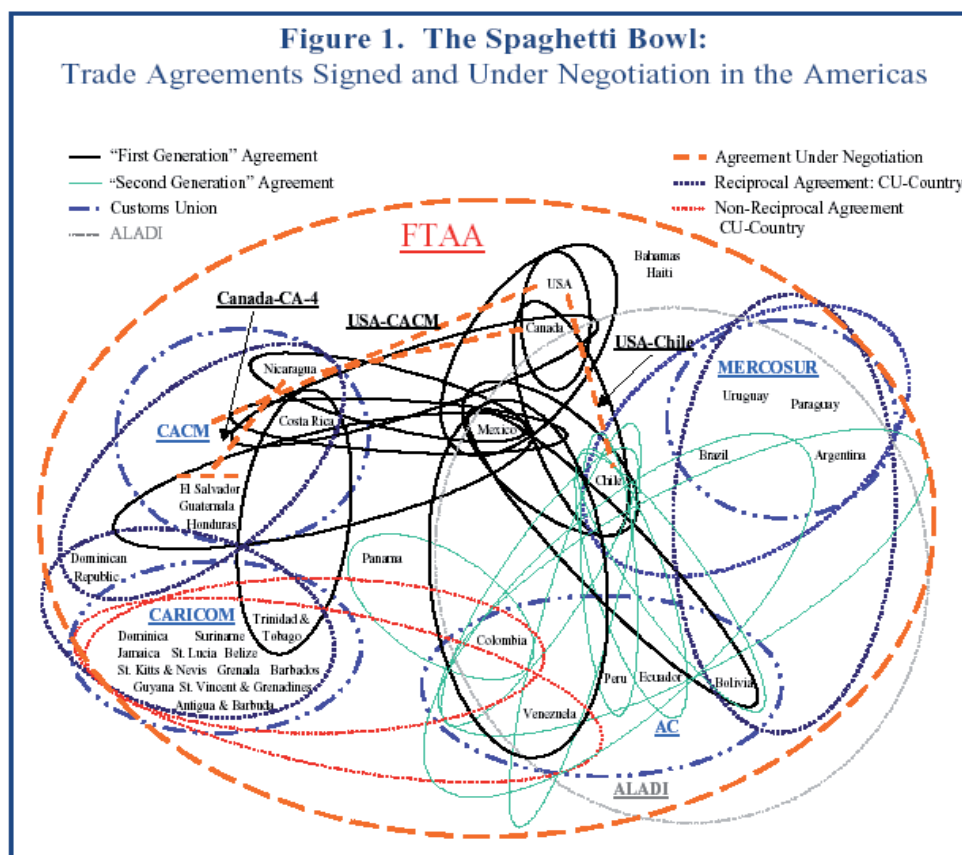 Figure 1. The Spaghetti Bowl:
Trade Agreements Signed and Under Negotiation in the Americas
“First Generation” Agreement
“Second Generation” Agreement
Customs Union
ALADI
Agreement Under Negotiation
Reciprocal Agreement: CU-Country
Non-Reciprocal Agreement
CU-Country
FTAA
Bahamas
Haiti
USA
Canada-CA-4
USA-CACM
Canada
USA-Chile
MERCOSUR
Nicaragua
Uruguay
Paraguay
Costa Rica
CACM
Mexico
Brazil
Argentina
Chile
El Salvador
Guatemala
Honduras
Dominican
Republic
Panama
CARICOM
Trinidad &
Tobago
Dominica Suriname
Jamaica St. Lucia Belize
St. Kitts & Nevis Grenada Barbados
Guyana St. Vincent & Grenadines
Antigua & Barbuda
Colombia
Peru
Ecuador
Bolivia
Venezuela
AC
ALADI